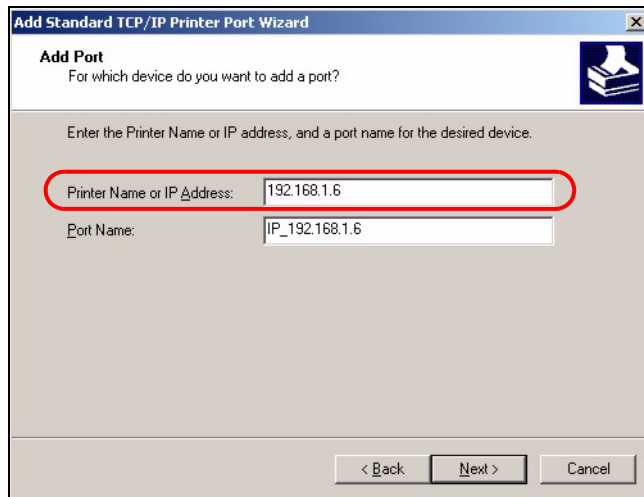 Add Standard TCP/IP Printer Port Wizard
Add Port
For which device do you want to add a port?
Enter the Printer Name or IP address, and a port name for the desired device.
Printer Name or IP Address: 192.168.1.6
Port Name: IP_192.168.1.6
< Back Next > Cancel